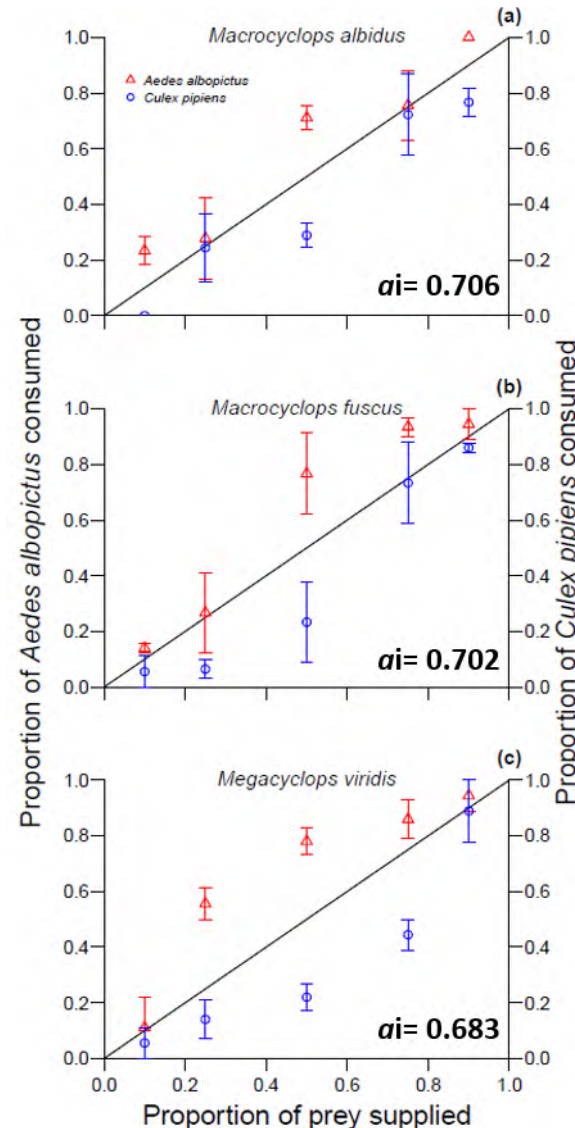 (a)
Macrocyclops albidus
Aedes albopictus
Culex pipiens
1.0
0.8
0.6
0.4
0.2
0.0
1.0
0.8
0.6
0.4
0.2
0.0
ai= 0.706
(b)
Macrocyclops fuscus
1.0
0.8
0.6
0.4
0.2
0.0
1.0
0.8
0.6
0.4
0.2
0.0
ai= 0.702
(c)
Megacyclops viridis
1.0
0.8
0.6
0.4
0.2
0.0
1.0
0.8
0.6
0.4
0.2
0.0
ai= 0.683
0.0 0.2 0.4 0.6 0.8 1.0
Proportion of prey supplied
Proportion of Aedes albopictus consumed
Proportion of Culex pipiens consumed